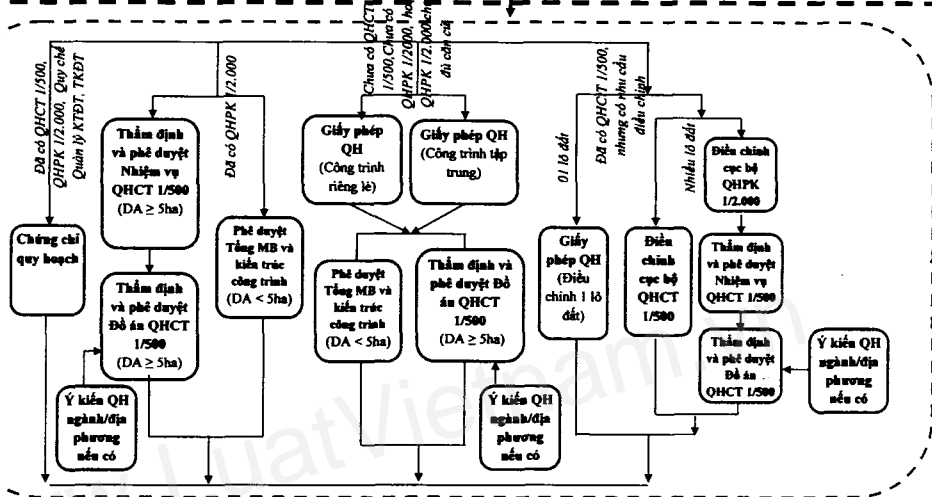 Đã có QHCT 1/500,
QHPK 1/2.000, Quy chế
Quản lý KTĐT, TKĐT
Thẩm định
và phê duyệt
Nhiệm vụ
QHCT 1/500
(DA ≥ 5ha)
Đã có QHPK 1/2.000
Chưa có QHCT
1/500,Chưa có
QHPK 1/2000, hoặ
QHPK 1/2.000kh
đủ căn cứ
Giấy phép
QH
(Công trình
riêng lẻ)
Giấy phép QH
(Công trình tập
trung)
01 lô đất
Đã có QHCT 1/500,
nhưng có nhu cầu
điều chỉnh
Nhiều lô đất
Điều chỉnh
cục bộ
QHPK
1/2.000
Chứng chỉ
quy hoạch
Phê duyệt
Tổng MB và
kiến trúc
công trình
(DA < 5ha)
Thẩm định
và phê duyệt
Đồ án QHCT
1/500
(DA ≥ 5ha)
Phê duyệt
Tổng MB và
kiến trúc
công trình
(DA < 5ha)
Thẩm định và
phê duyệt Đồ
án QHCT
1/500
(DA ≥ 5ha)
Giấy
phép QH
(Điều
chỉnh 1 lô
đất)
Điều
chỉnh
cục bộ
QHCT
1/500
Thẩm định
và phê duyệt
Nhiệm vụ
QHCT 1/500
Thẩm định
và phê duyệt
Đồ án
QHCT 1/500
Ý kiến QH
ngành/địa
phương
nếu có
Ý kiến QH
ngành/địa
phương
nếu có
Ý kiến QH
ngành/địa
phương
nếu có
LuatVietnam.vn